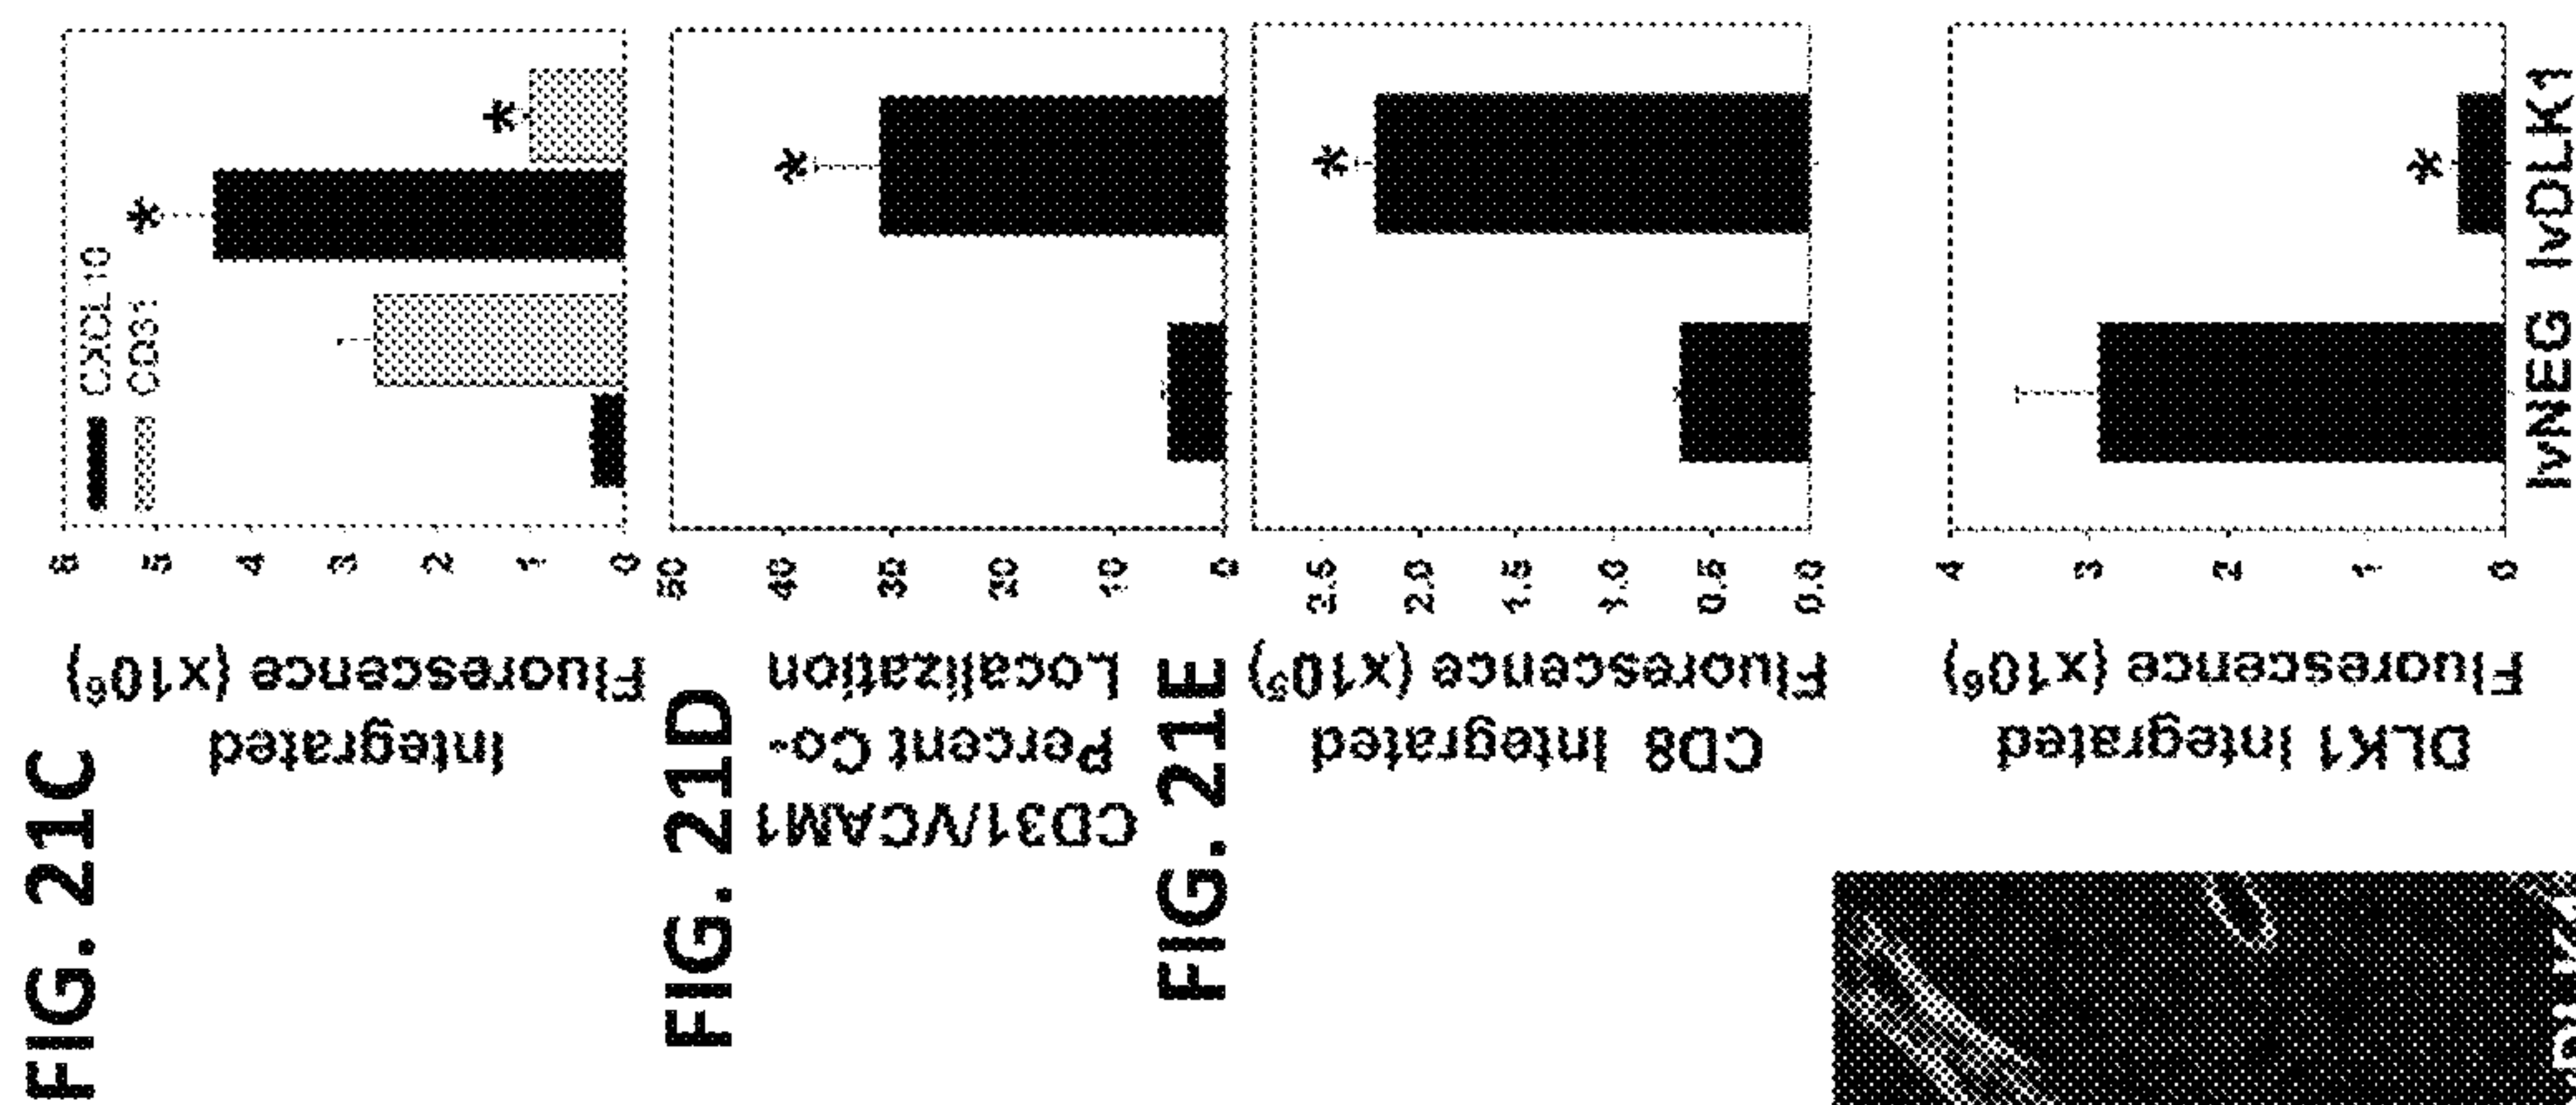 FIG. 21C
Integrated
Fluorescence (x10⁶)
6
5
4
3
2
1
0
CXCL10
CD31
*
*
FIG. 21D
CD31/VCAM1
Percent Co-
Localization
50
40
30
20
10
0
*
FIG. 21E
CD8 Integrated
Fluorescence (x10⁵)
2.5
2.0
1.5
1.0
0.5
0.0
*
DLK1 Integrated
Fluorescence (x10⁶)
4
3
2
1
0
*
lvNEG lvDLK1